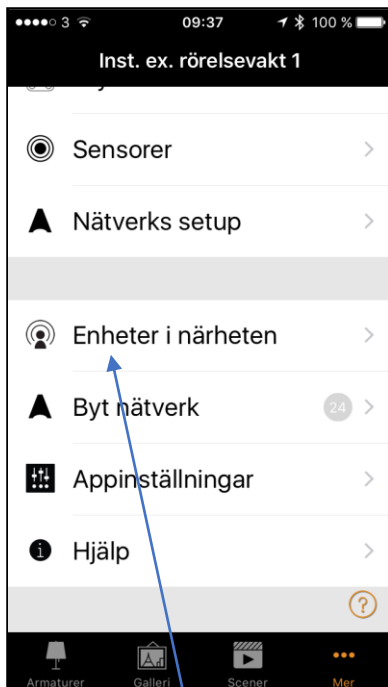 3 09:37 100 %
Inst. ex. rörelsevakt 1
Sensorer
Nätverks setup
Enheter i närheten
Byt nätverk 24
Appinställningar
Hjälp
?
Armaturer Galleri Scener Mer